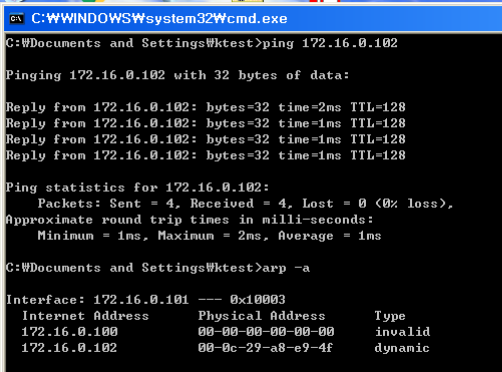 C:₩WINDOWS₩system32₩cmd.exe
C:₩Documents and Settings₩ktest>ping 172.16.0.102
Pinging 172.16.0.102 with 32 bytes of data:
Reply from 172.16.0.102: bytes=32 time=2ms TTL=128
Reply from 172.16.0.102: bytes=32 time=1ms TTL=128
Reply from 172.16.0.102: bytes=32 time=1ms TTL=128
Reply from 172.16.0.102: bytes=32 time=1ms TTL=128
Ping statistics for 172.16.0.102:
Packets: Sent = 4, Received = 4, Lost = 0 (0% loss),
Approximate round trip times in milli-seconds:
Minimum = 1ms, Maximum = 2ms, Average = 1ms
C:₩Documents and Settings₩ktest>arp -a
Interface: 172.16.0.101 --- 0x10003
Internet Address Physical Address Type
172.16.0.100 00-00-00-00-00-00 invalid
172.16.0.102 00-0c-29-a8-e9-4f dynamic